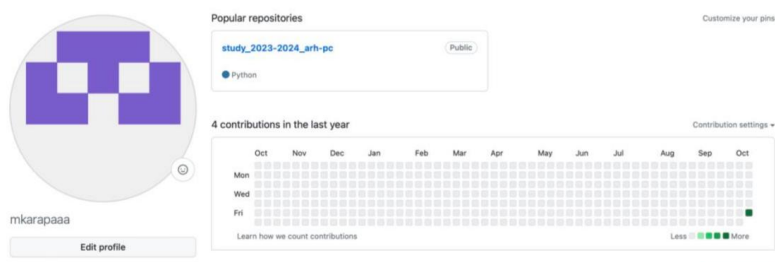 Popular repositories
Customize your pins
study_2023-2024_arh-pc
Public
Python
4 contributions in the last year
Contribution settings
Oct Nov Dec Jan Feb Mar Apr May Jun Jul Aug Sep Oct
Mon
Wed
Fri
Learn how we count contributions
Less More
mkarapaaa
Edit profile